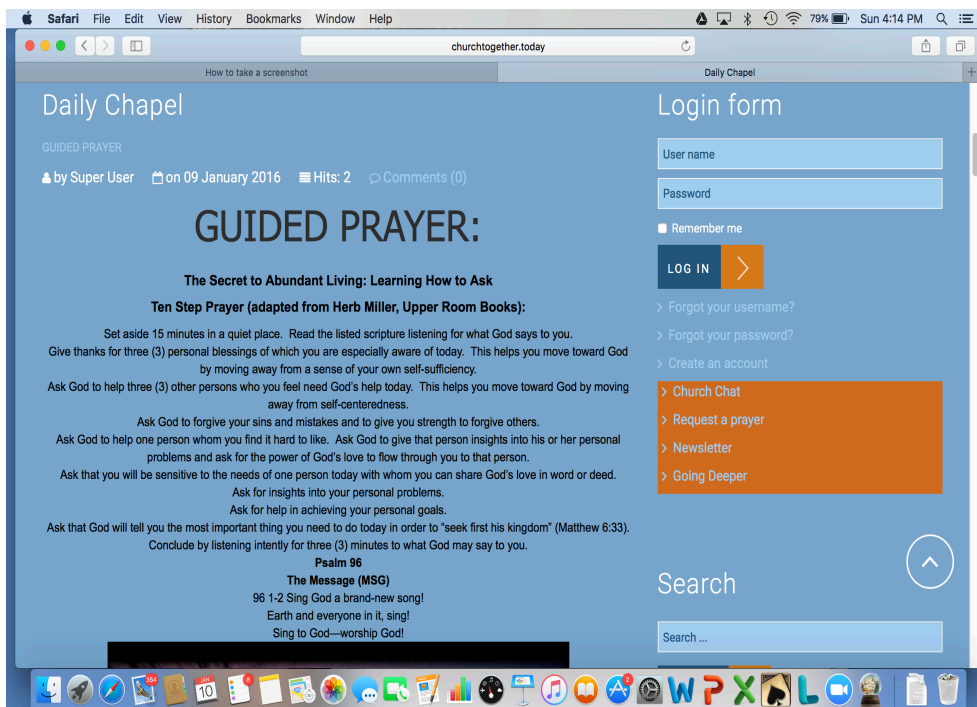 Safari File Edit View History Bookmarks Window Help 79% Sun 4:14 PM
churchtogether.today
How to take a screenshot
Daily Chapel
Daily Chapel
GUIDED PRAYER
by Super User on 09 January 2016 Hits: 2 Comments (0)
GUIDED PRAYER:
The Secret to Abundant Living: Learning How to Ask
Ten Step Prayer (adapted from Herb Miller, Upper Room Books):
Set aside 15 minutes in a quiet place. Read the listed scripture listening for what God says to you.
Give thanks for three (3) personal blessings of which you are especially aware of today. This helps you move toward God
by moving away from a sense of your own self-sufficiency.
Ask God to help three (3) other persons who you feel need God's help today. This helps you move toward God by moving
away from self-centeredness.
Ask God to forgive your sins and mistakes and to give you strength to forgive others.
Ask God to help one person whom you find it hard to like. Ask God to give that person insights into his or her personal
problems and ask for the power of God's love to flow through you to that person.
Ask that you will be sensitive to the needs of one person today with whom you can share God's love in word or deed.
Ask for insights into your personal problems.
Ask for help in achieving your personal goals.
Ask that God will tell you the most important thing you need to do today in order to “seek first his kingdom” (Matthew 6:33).
Conclude by listening intently for three (3) minutes to what God may say to you.
Psalm 96
The Message (MSG)
96 1-2 Sing God a brand-new song!
Earth and everyone in it, sing!
Sing to God—worship God!
Login form
User name
Password
Remember me
LOG IN
Forgot your username?
Forgot your password?
Create an account
Church Chat
Request a prayer
Newsletter
Going Deeper
Search
Search ...
354
JAN
10
8
2